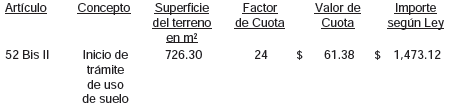 Artículo Concepto Superficie Factor Valor de Importe
del terreno de Cuota Cuota según Ley
en m²
52 Bis II Inicio de 726.30 24 $ 61.38 $ 1,473.12
trámite
de uso
de suelo